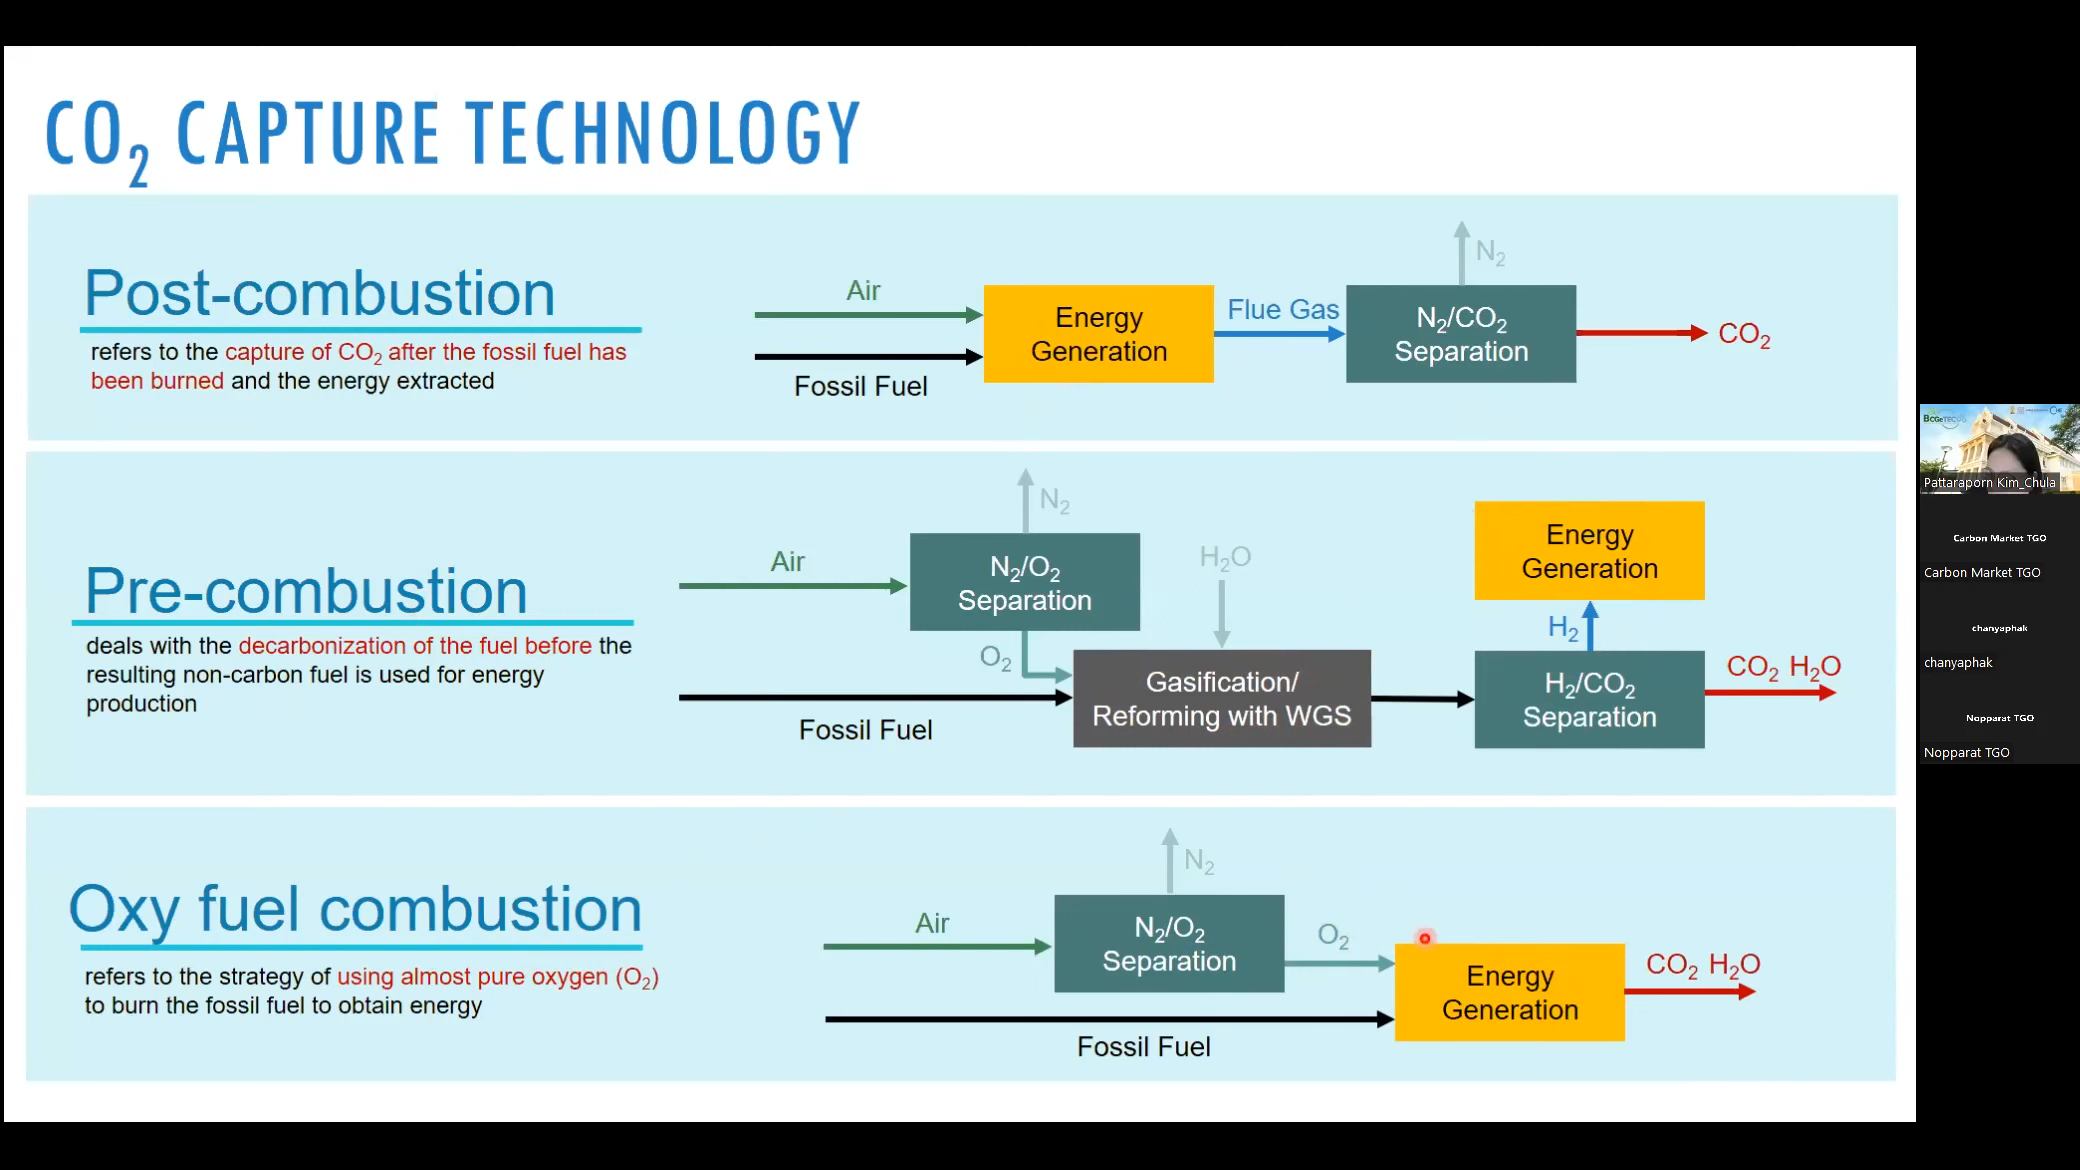 CO₂ CAPTURE TECHNOLOGY
Post-combustion
refers to the capture of CO₂ after the fossil fuel has
been burned and the energy extracted
Air
Fossil Fuel
Energy
Generation
Flue Gas
N₂
N₂/CO₂
Separation
CO₂
Pre-combustion
deals with the decarbonization of the fuel before the
resulting non-carbon fuel is used for energy
production
Air
N₂
N₂/O₂
Separation
O₂
Fossil Fuel
H₂O
Gasification/
Reforming with WGS
Energy
Generation
H₂
H₂/CO₂
Separation
CO₂ H₂O
Oxy fuel combustion
refers to the strategy of using almost pure oxygen (O₂)
to burn the fossil fuel to obtain energy
Air
N₂
N₂/O₂
Separation
O₂
Fossil Fuel
Energy
Generation
CO₂ H₂O
Pattaraporn Kim_Chula
Carbon Market TGO
Carbon Market TGO
chanyaphak
chanyaphak
Nopparat TGO
Nopparat TGO